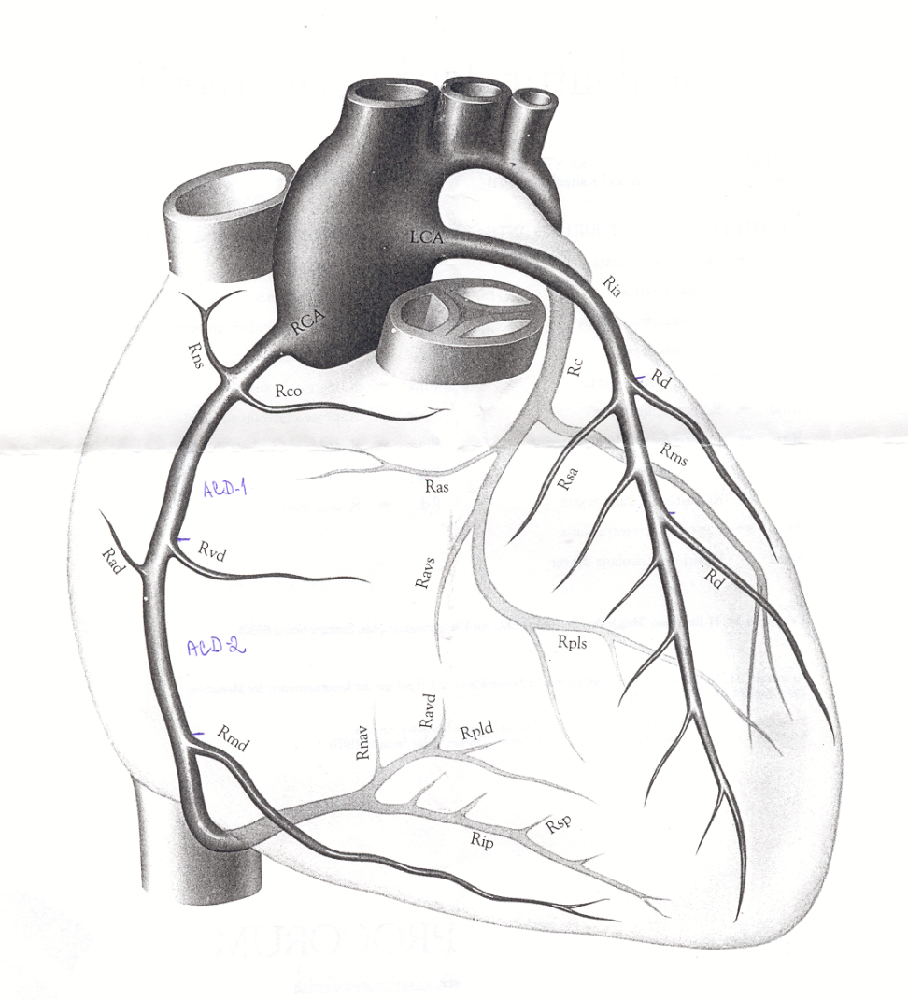 LCA
Ria
RCA
Rns
Rc
Rd
Rco
Rms
Rsa
Ras
ACD-1
Rad
Rvd
Ravs
Rd
ACD-2
Rpls
Ravd
Rmd
Rnav
Rpld
Rsp
Rip
PROCORUM